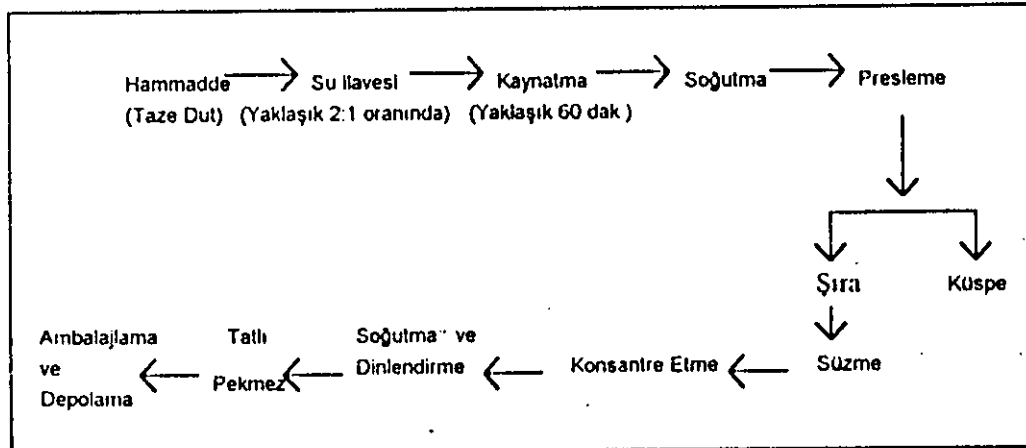 Hammadde Su ilavesi Kaynatma Soğutma Presleme
(Taze Dut) (Yaklaşık 2:1 oranında) (Yaklaşık 60 dak )
Şıra Küspe
Ambalajlama Tatlı Soğutma ve
ve Pekmez Dinlendirme Konsantre Etme Süzme
Depolama